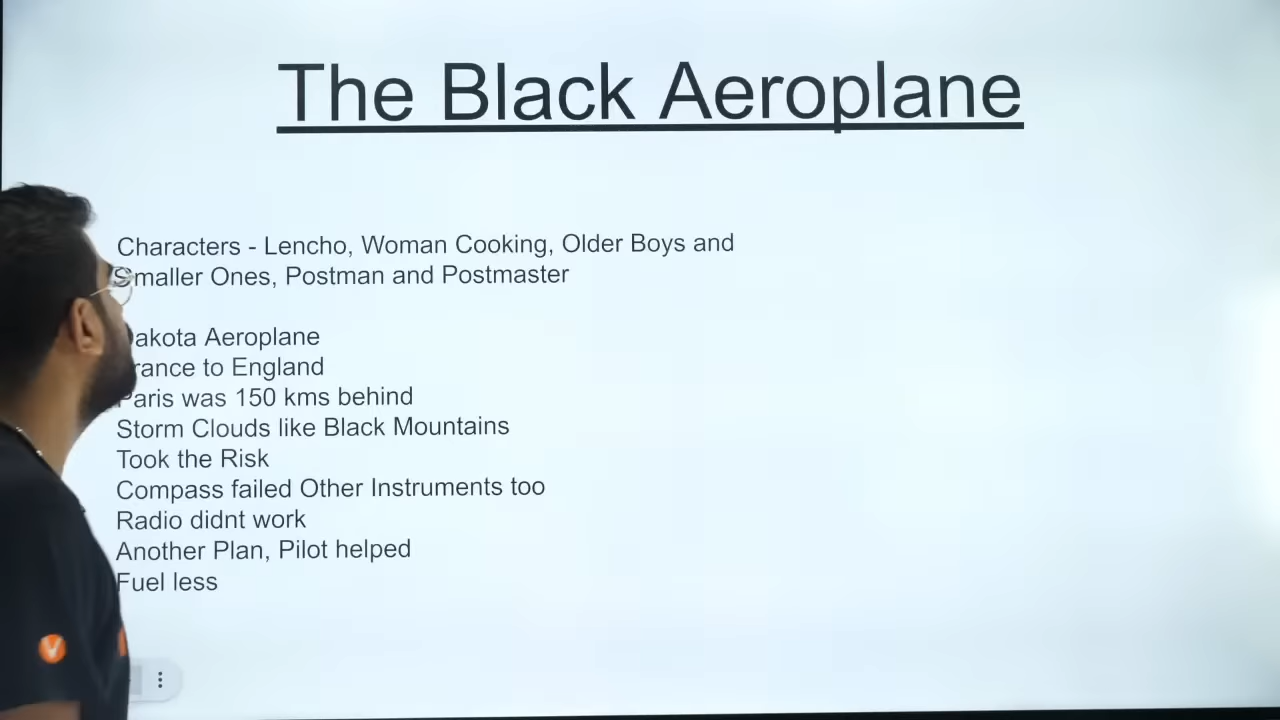 The Black Aeroplane
Characters - Lencho, Woman Cooking, Older Boys and
Smaller Ones, Postman and Postmaster
Dakota Aeroplane
France to England
Paris was 150 kms behind
Storm Clouds like Black Mountains
Took the Risk
Compass failed Other Instruments too
Radio didnt work
Another Plan, Pilot helped
Fuel less